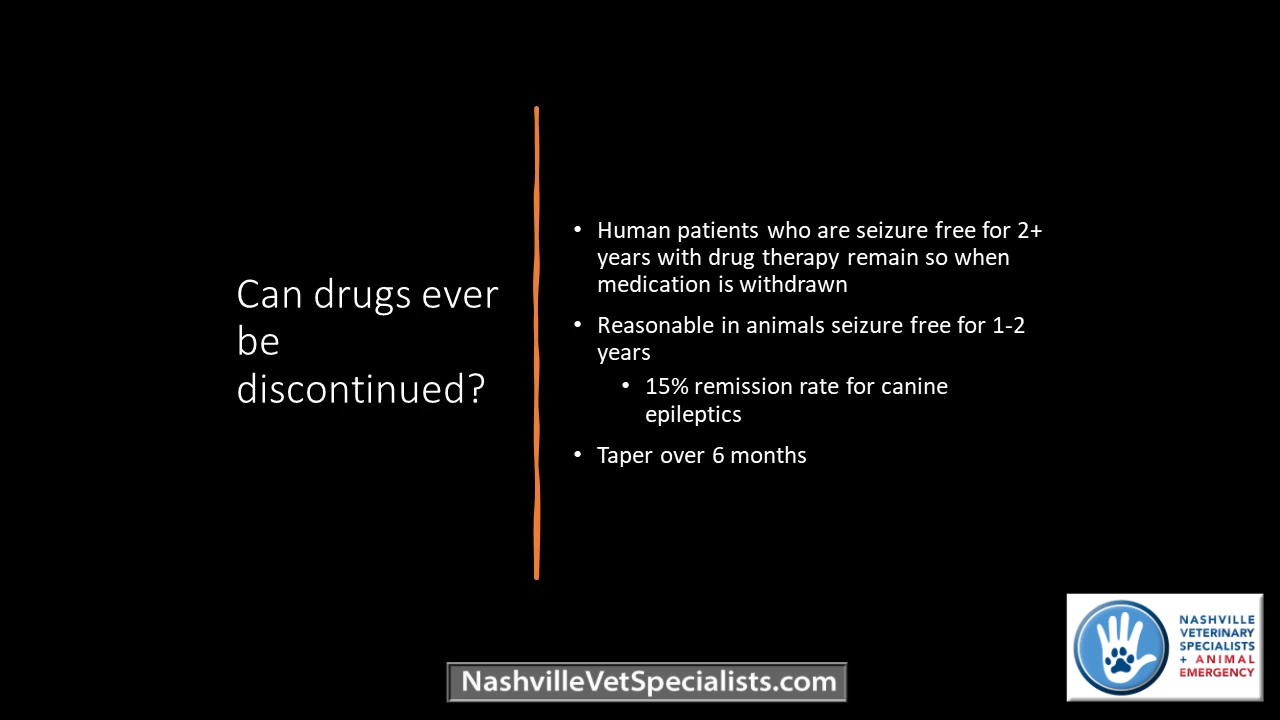 Can drugs ever
be
discontinued?
• Human patients who are seizure free for 2+
years with drug therapy remain so when
medication is withdrawn
• Reasonable in animals seizure free for 1-2
years
• 15% remission rate for canine
epileptics
• Taper over 6 months
NashvilleVetSpecialists.com
NASHVILLE
VETERINARY
SPECIALISTS
+ ANIMAL
EMERGENCY